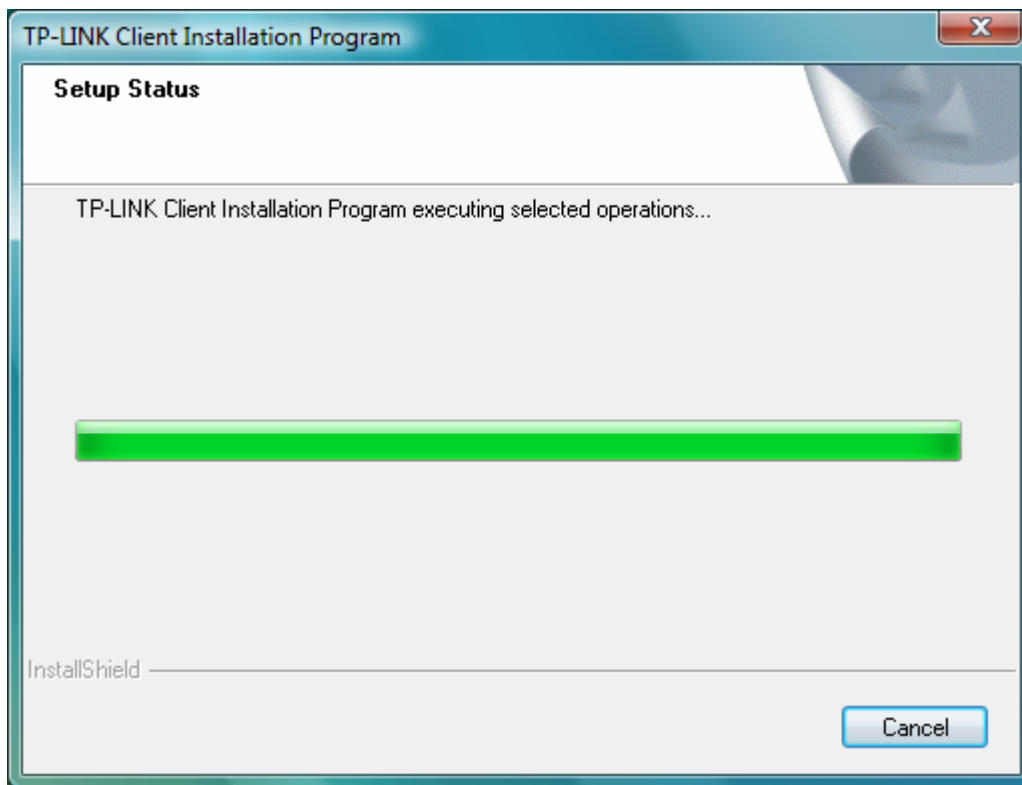 TP-LINK Client Installation Program
Setup Status
TP-LINK Client Installation Program executing selected operations...
InstallShield
Cancel